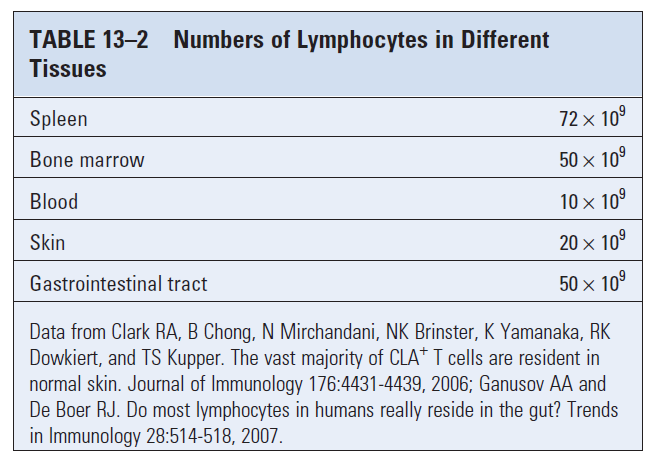 TABLE 13–2 Numbers of Lymphocytes in Different
Tissues
Spleen 72 × 10⁹
Bone marrow 50 × 10⁹
Blood 10 × 10⁹
Skin 20 × 10⁹
Gastrointestinal tract 50 × 10⁹
Data from Clark RA, B Chong, N Mirchandani, NK Brinster, K Yamanaka, RK
Dowkiert, and TS Kupper. The vast majority of CLA⁺ T cells are resident in
normal skin. Journal of Immunology 176:4431-4439, 2006; Ganusov AA and
De Boer RJ. Do most lymphocytes in humans really reside in the gut? Trends
in Immunology 28:514-518, 2007.